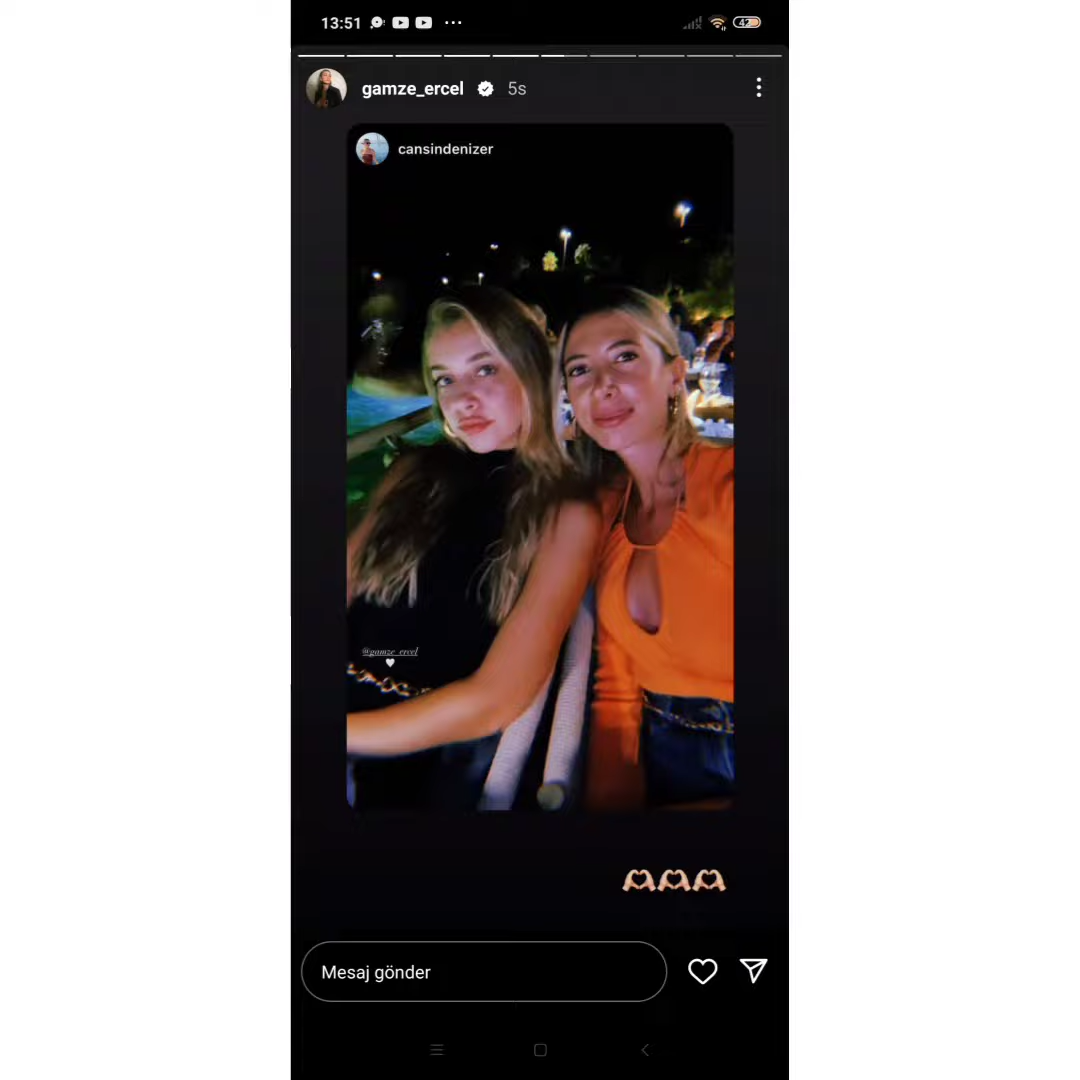 13:51
42
gamze_ercel 5s
cansindenizer
@gamze_ercel
Mesaj gönder